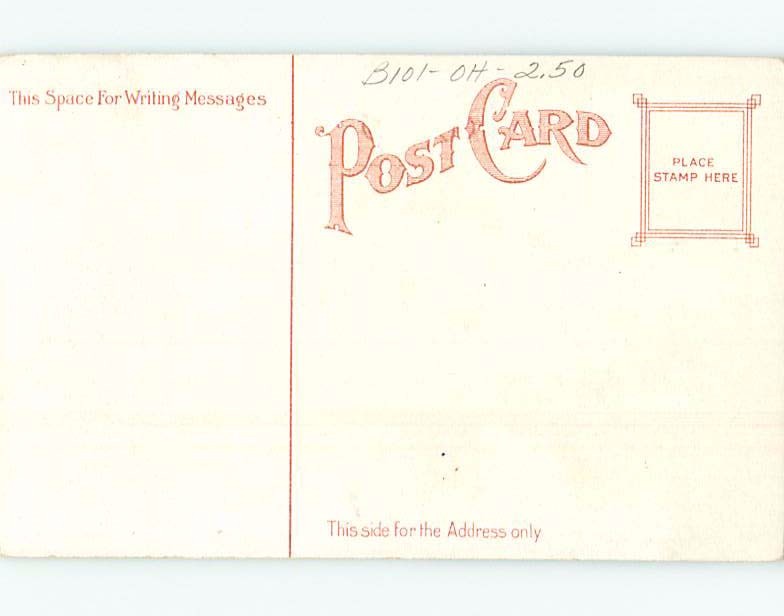 This Space For Writing Messages
B101-OH-2.50
POST CARD
PLACE
STAMP HERE
This side for the Address only